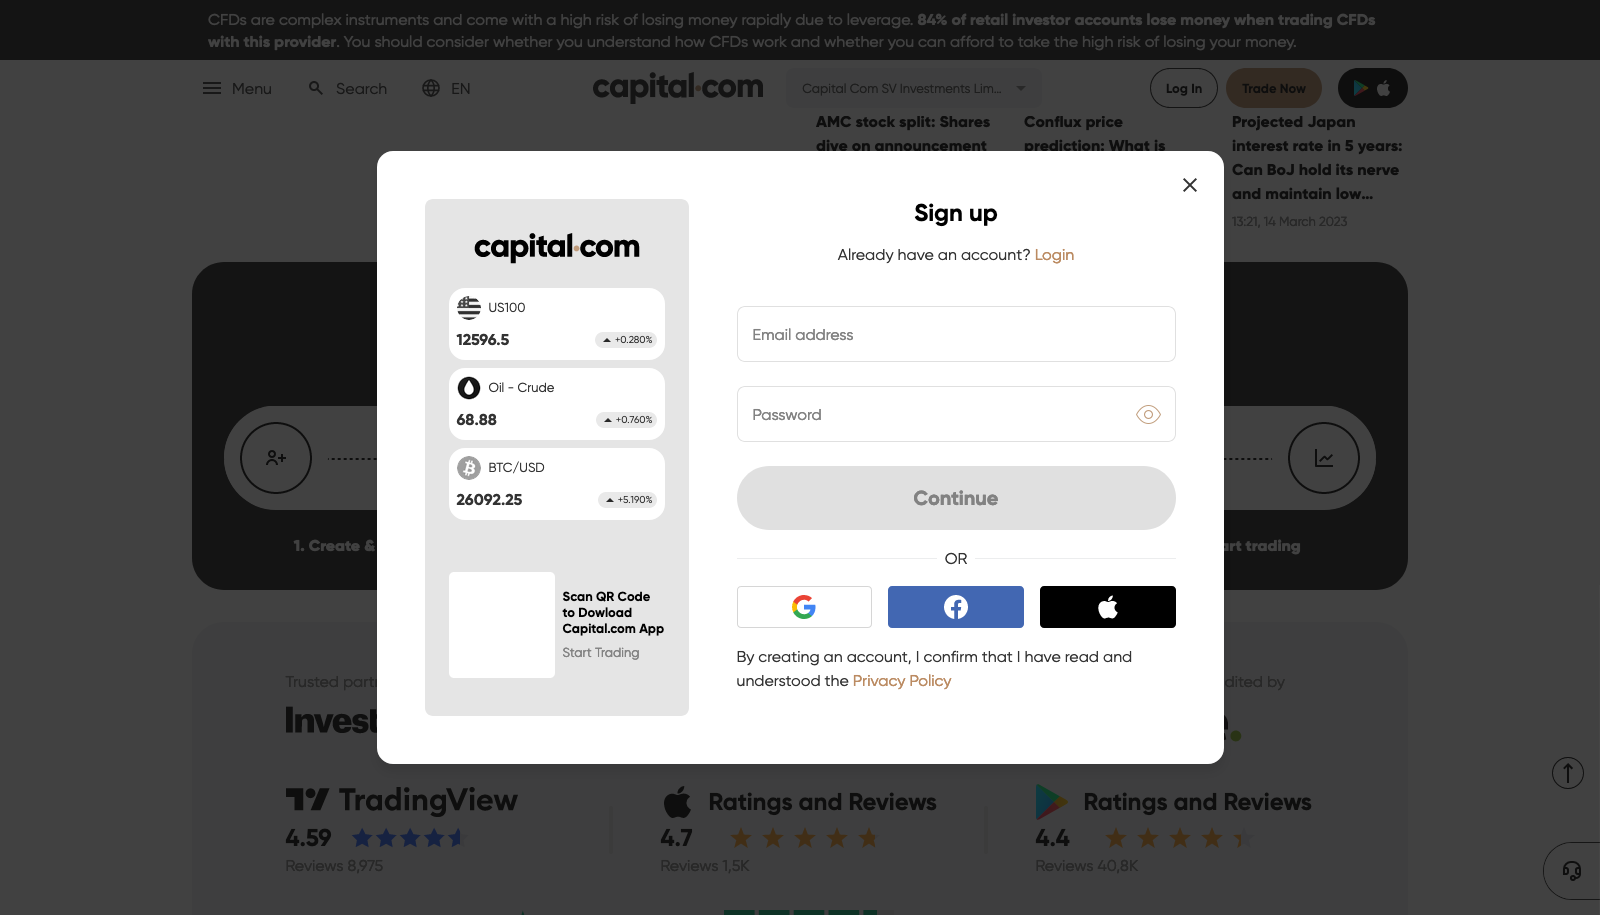 CFDs are complex instruments and come with a high risk of losing money rapidly due to leverage. 84% of retail investor accounts lose money when trading CFDs
with this provider. You should consider whether you understand how CFDs work and whether you can afford to take the high risk of losing your money.
Menu
Search
EN
capital.com
Capital Com SV Investments Lim...
Log In
Trade Now
AMC stock split: Shares
dive on announcement
Conflux price
prediction: What is
Projected Japan
interest rate in 5 years:
Can BoJ hold its nerve
and maintain low...
13:21, 14 March 2023
capital.com
US100
12596.5
+0.280%
Oil - Crude
68.88
+0.760%
BTC/USD
26092.25
+5.190%
Scan QR Code
to Dowload
Capital.com App
Start Trading
Sign up
Already have an account? Login
Email address
Password
Continue
OR
By creating an account, I confirm that I have read and
understood the Privacy Policy
1. Create &
art trading
Trusted part
dited by
Invest
e.
TradingView
4.59
Reviews 8,975
Ratings and Reviews
4.7
Reviews 1,5K
Ratings and Reviews
4.4
Reviews 40,8K